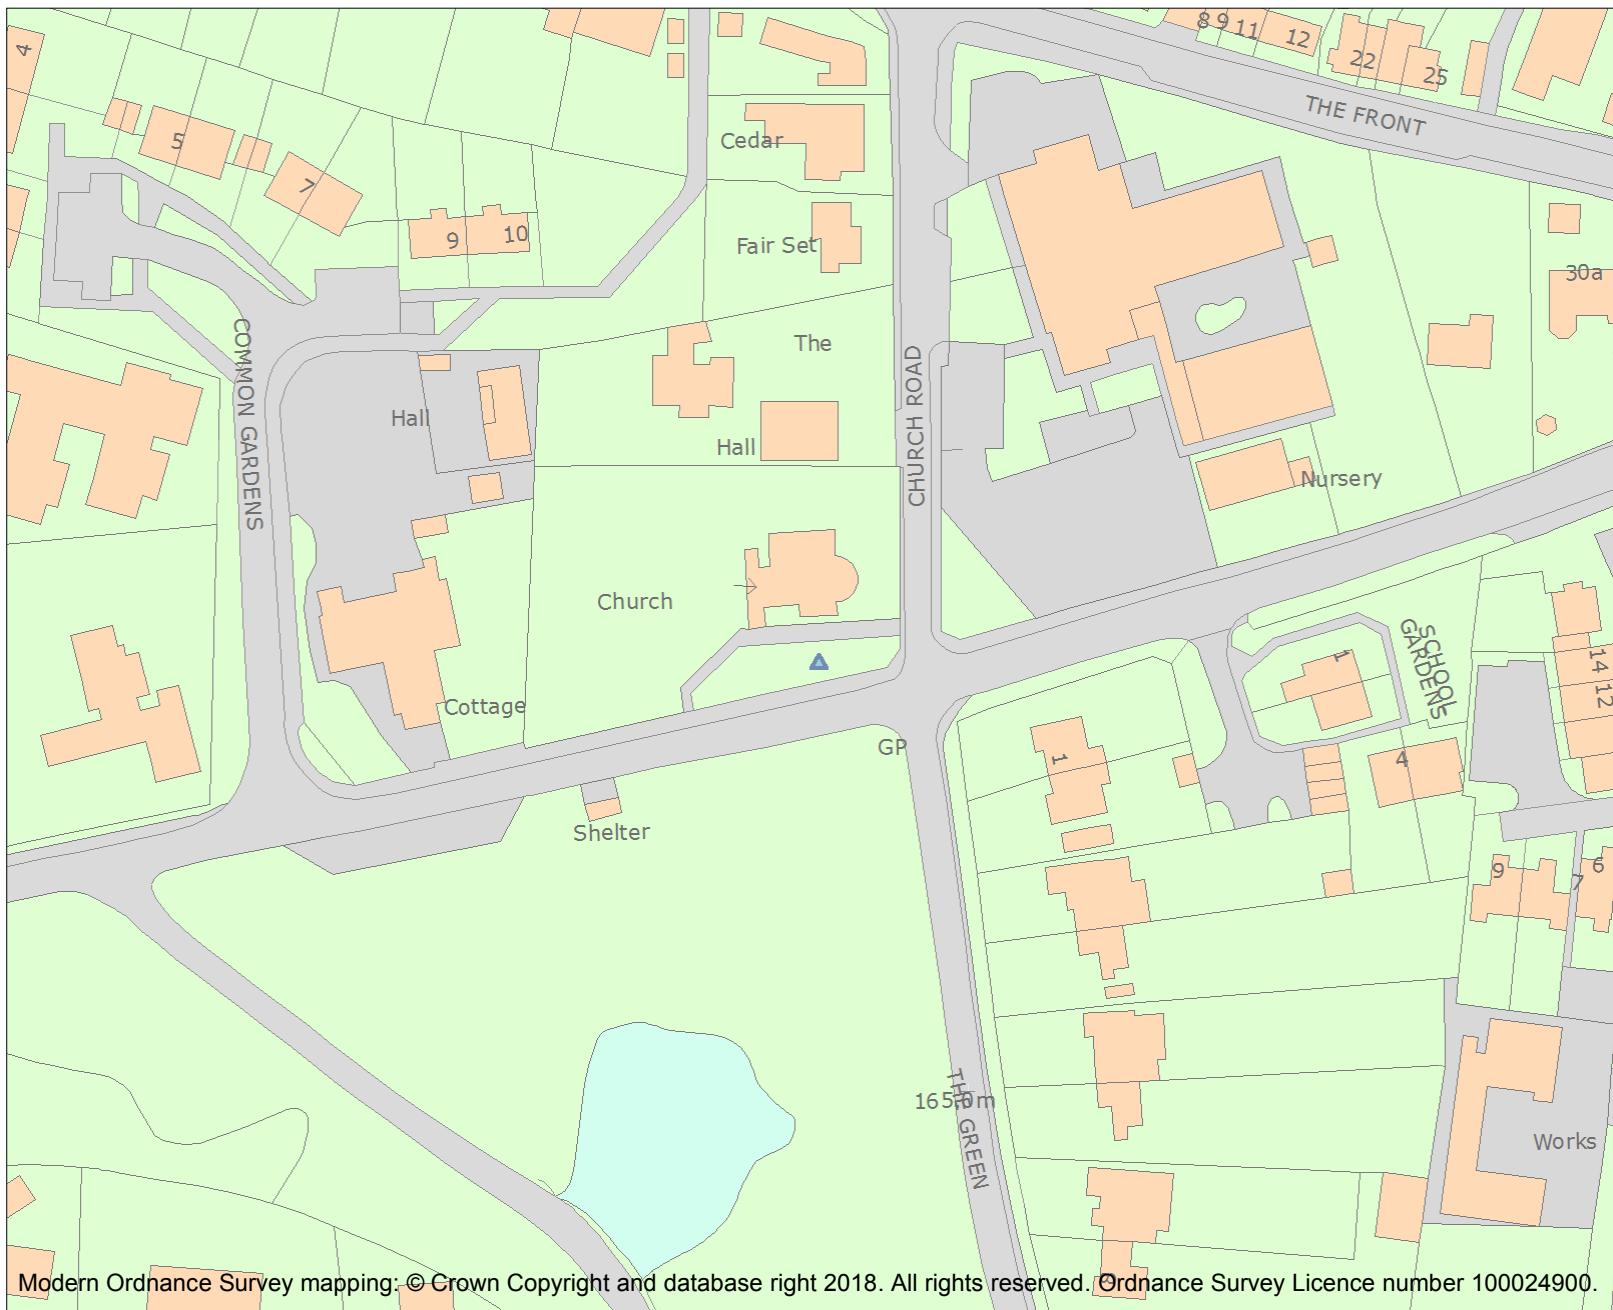 4
8 9 11
12
22
25
THE FRONT
5
Cedar
7
9
10
Fair Set
30a
The
COMMON GARDENS
CHURCH ROAD
Hall
Hall
Nursery
Church
1
SCHOOL
GARDENS
14
12
Cottage
GP
1
4
Shelter
9
7
6
165.0m
THE GREEN
Works
8
Modern Ordnance Survey mapping: © Crown Copyright and database right 2018. All rights reserved. Ordnance Survey Licence number 100024900.